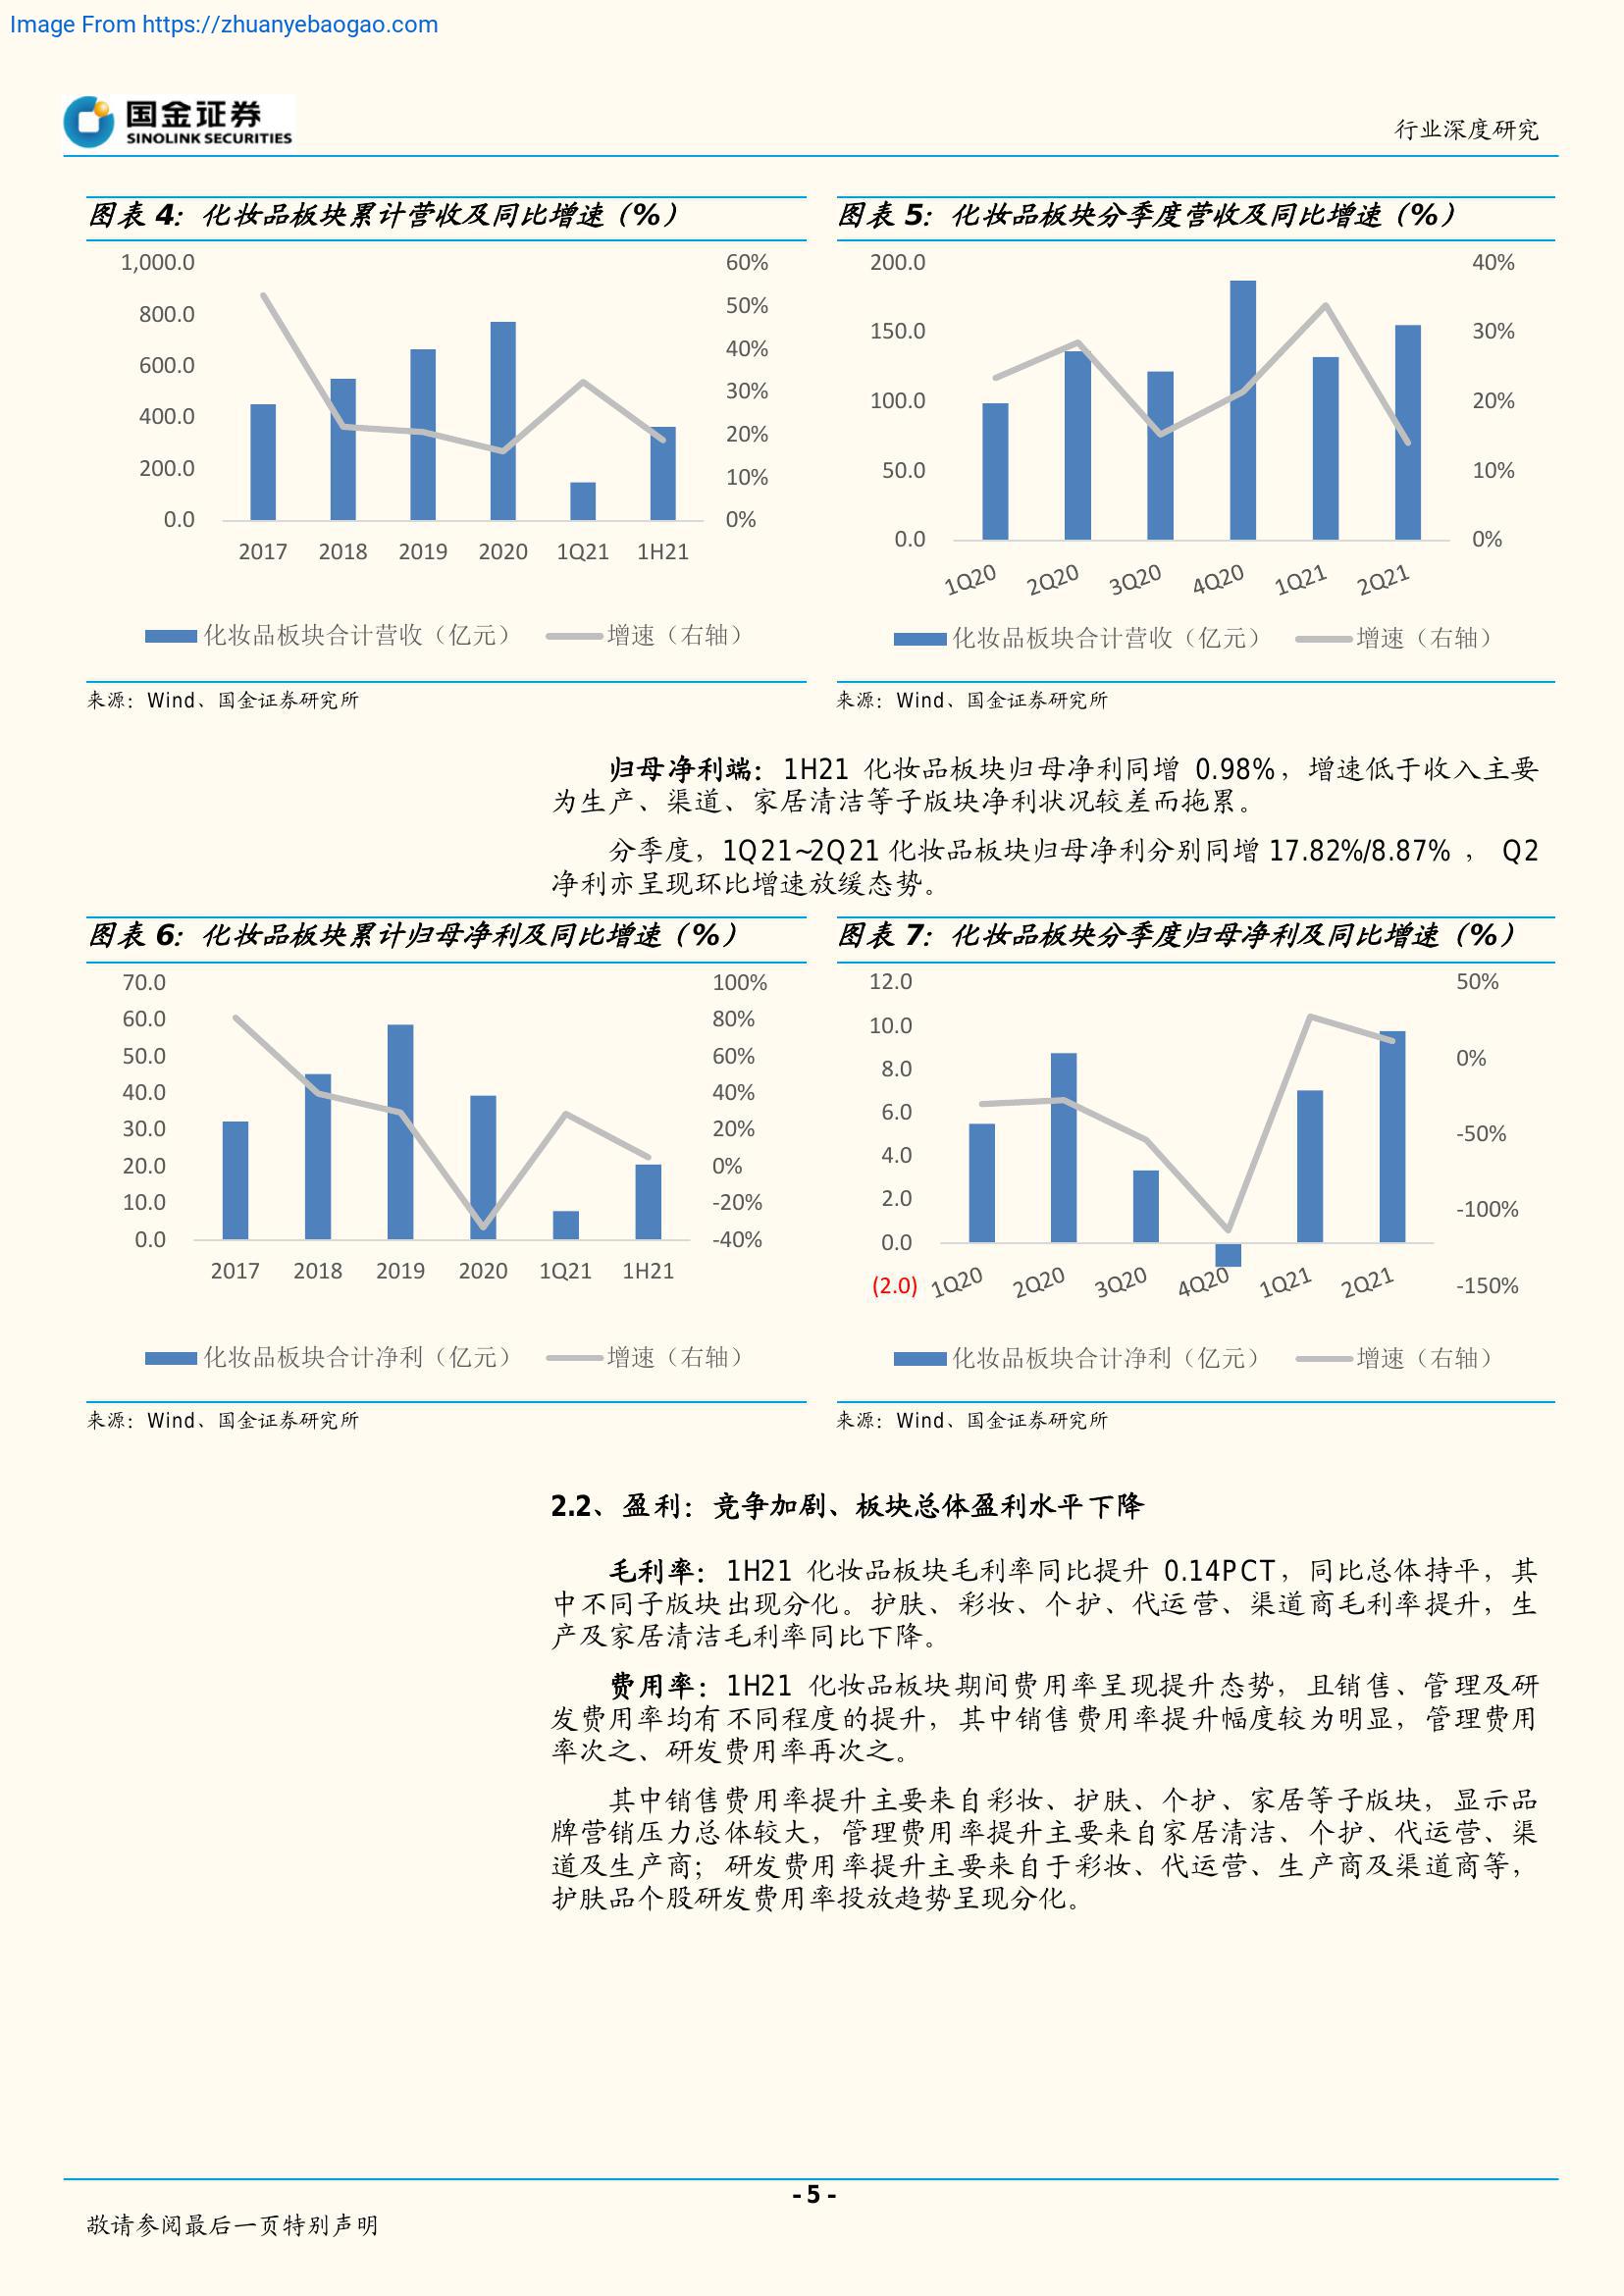 Image From https://zhuanyebaogao.com
国金证券
SINOLINK SECURITIES
行业深度研究
图表 4：化妆品板块累计营收及同比增速（%）
1,000.0
800.0
600.0
400.0
200.0
0.0
60%
50%
40%
30%
20%
10%
0%
2017 2018 2019 2020 1Q21 1H21
化妆品板块合计营收（亿元） 增速（右轴）
来源：Wind、国金证券研究所
图表 5：化妆品板块分季度营收及同比增速（%）
200.0
150.0
100.0
50.0
0.0
40%
30%
20%
10%
0%
1Q20 2Q20 3Q20 4Q20 1Q21 2Q21
化妆品板块合计营收（亿元） 增速（右轴）
来源：Wind、国金证券研究所
归母净利端：1H21 化妆品板块归母净利同增 0.98%，增速低于收入主要
为生产、渠道、家居清洁等子版块净利状况较差而拖累。
分季度，1Q21~2Q21 化妆品板块归母净利分别同增 17.82%/8.87% ， Q2
净利亦呈现环比增速放缓态势。
图表 6：化妆品板块累计归母净利及同比增速（%）
70.0
60.0
50.0
40.0
30.0
20.0
10.0
0.0
100%
80%
60%
40%
20%
0%
-20%
-40%
2017 2018 2019 2020 1Q21 1H21
化妆品板块合计净利（亿元） 增速（右轴）
来源：Wind、国金证券研究所
图表 7：化妆品板块分季度归母净利及同比增速（%）
12.0
10.0
8.0
6.0
4.0
2.0
0.0
(2.0)
50%
0%
-50%
-100%
-150%
1Q20 2Q20 3Q20 4Q20 1Q21 2Q21
化妆品板块合计净利（亿元） 增速（右轴）
来源：Wind、国金证券研究所
2.2、盈利：竞争加剧、板块总体盈利水平下降
毛利率：1H21 化妆品板块毛利率同比提升 0.14PCT，同比总体持平，其
中不同子版块出现分化。护肤、彩妆、个护、代运营、渠道商毛利率提升，生
产及家居清洁毛利率同比下降。
费用率：1H21 化妆品板块期间费用率呈现提升态势，且销售、管理及研
发费用率均有不同程度的提升，其中销售费用率提升幅度较为明显，管理费用
率次之、研发费用率再次之。
其中销售费用率提升主要来自彩妆、护肤、个护、家居等子版块，显示品
牌营销压力总体较大，管理费用率提升主要来自家居清洁、个护、代运营、渠
道及生产商；研发费用率提升主要来自于彩妆、代运营、生产商及渠道商等，
护肤品个股研发费用率投放趋势呈现分化。
- 5 -
敬请参阅最后一页特别声明